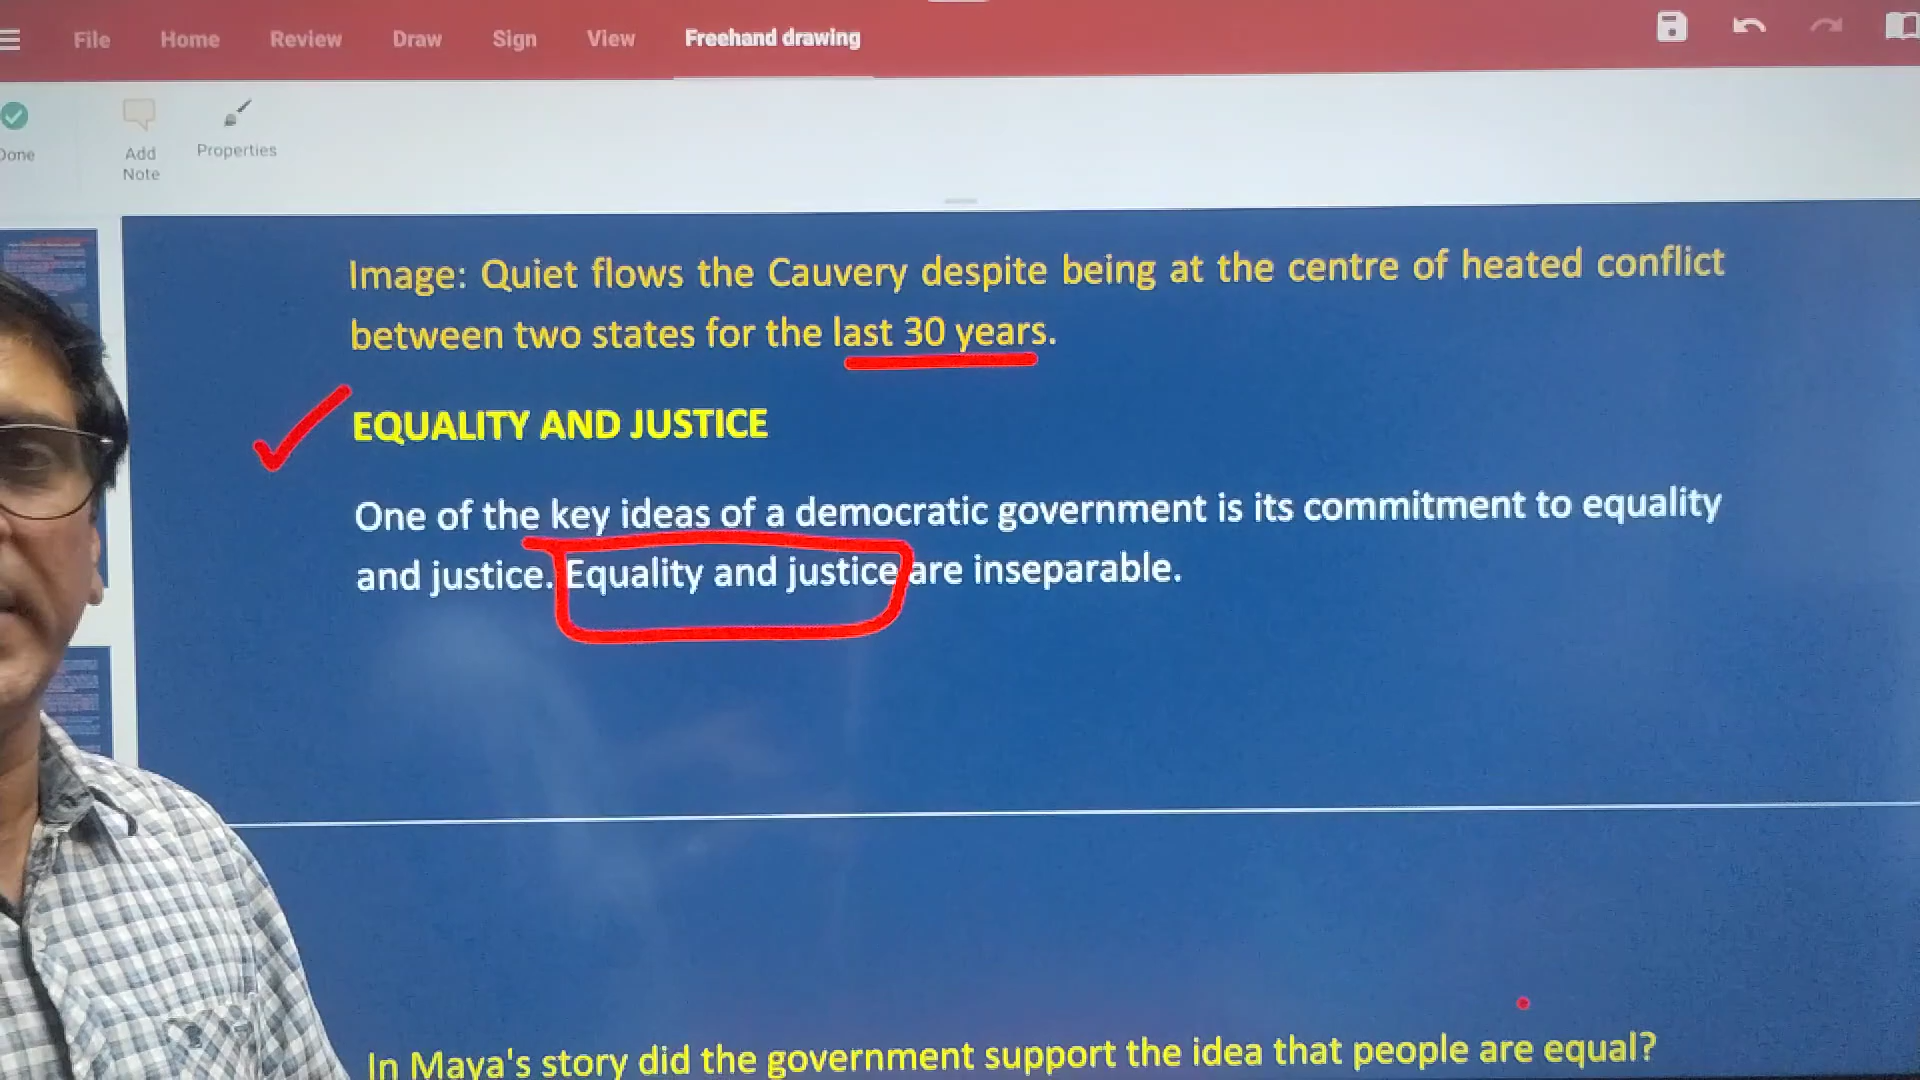 File Home Review Draw Sign View Freehand drawing
Done Add Note Properties
Image: Quiet flows the Cauvery despite being at the centre of heated conflict
between two states for the last 30 years.
EQUALITY AND JUSTICE
One of the key ideas of a democratic government is its commitment to equality
and justice. Equality and justice are inseparable.
In Maya's story did the government support the idea that people are equal?